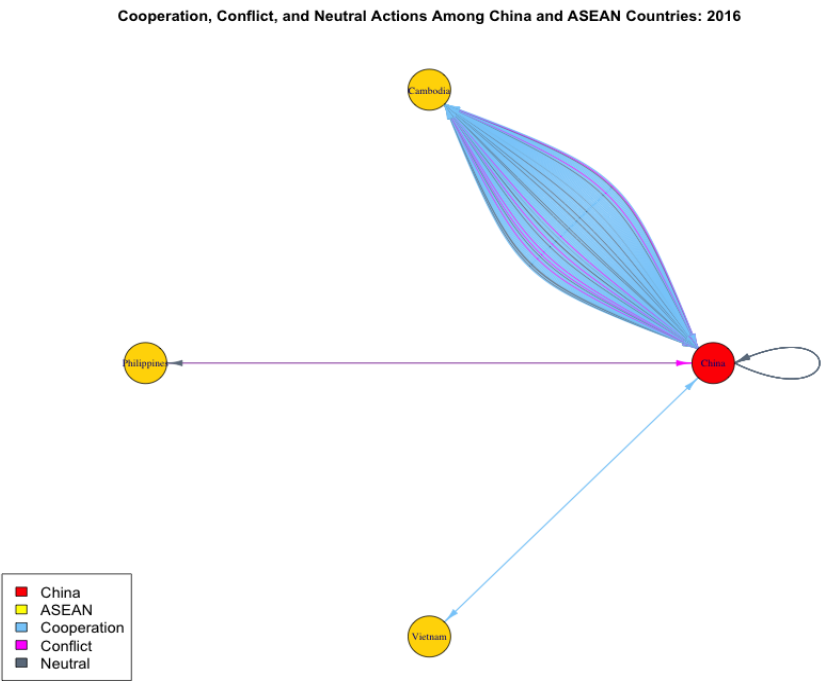 Cooperation, Conflict, and Neutral Actions Among China and ASEAN Countries: 2016
Cambodia
Philippines
China
Vietnam
China
ASEAN
Cooperation
Conflict
Neutral